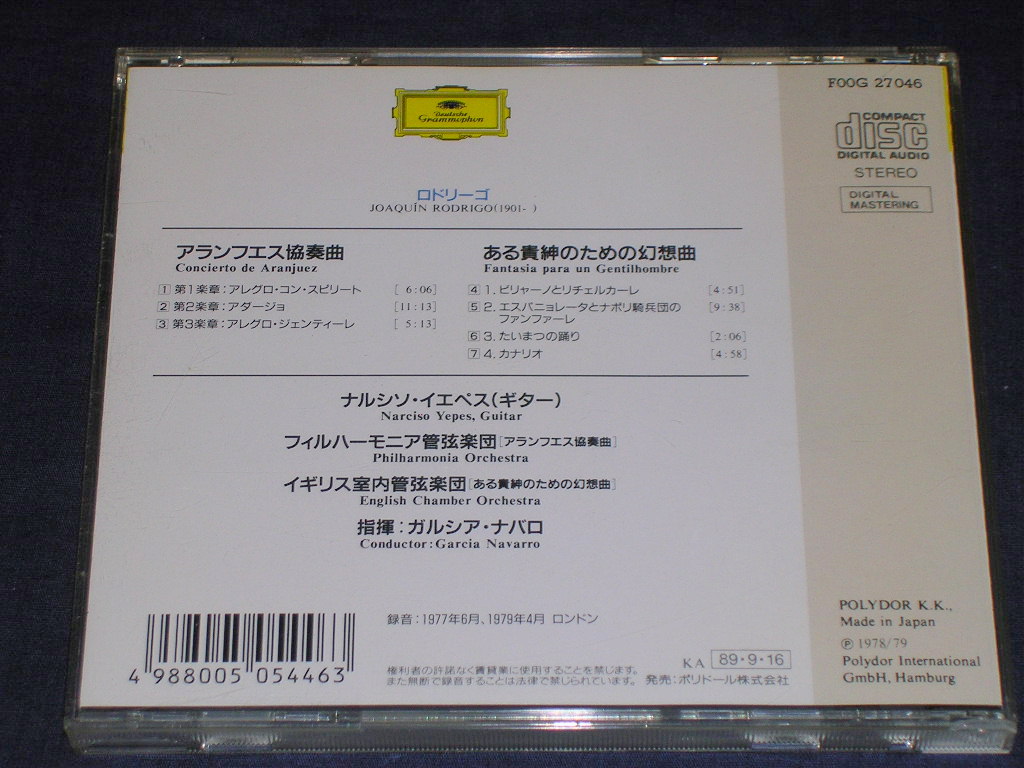 Deutsche
Grammophon
ロドリーゴ
JOAQUÍN RODRIGO(1901- )
アランフエス協奏曲
Concierto de Aranjuez
1 第1楽章:アレグロ・コン・スピリート [ 6:06]
2 第2楽章:アダージョ [11:13]
3 第3楽章:アレグロ・ジェンティーレ [ 5:13]
ある貴紳のための幻想曲
Fantasía para un Gentilhombre
4 1. ビリャーノとリチェルカーレ [4:51]
5 2. エスパニョレータとナポリ騎兵団の [9:38]
ファンファーレ
6 3. たいまつの踊り [2:06]
7 4. カナリオ [4:58]
ナルシソ・イエペス(ギター)
Narciso Yepes, Guitar
フィルハーモニア管弦楽団[アランフエス協奏曲]
Philharmonia Orchestra
イギリス室内管弦楽団[ある貴紳のための幻想曲]
English Chamber Orchestra
指揮:ガルシア・ナバロ
Conductor:García Navarro
録音:1977年6月、1979年4月 ロンドン
4 988005 054463
権利者の許諾なく賃貸業に使用することを禁じます。
また無断で録音することは法律で禁じられています。
KA 89・9・16
発売:ポリドール株式会社
F00G 27046
COMPACT
disc
DIGITAL AUDIO
STEREO
DIGITAL
MASTERING
POLYDOR K.K.,
Made in Japan
℗ 1978/79
Polydor International
GmbH, Hamburg